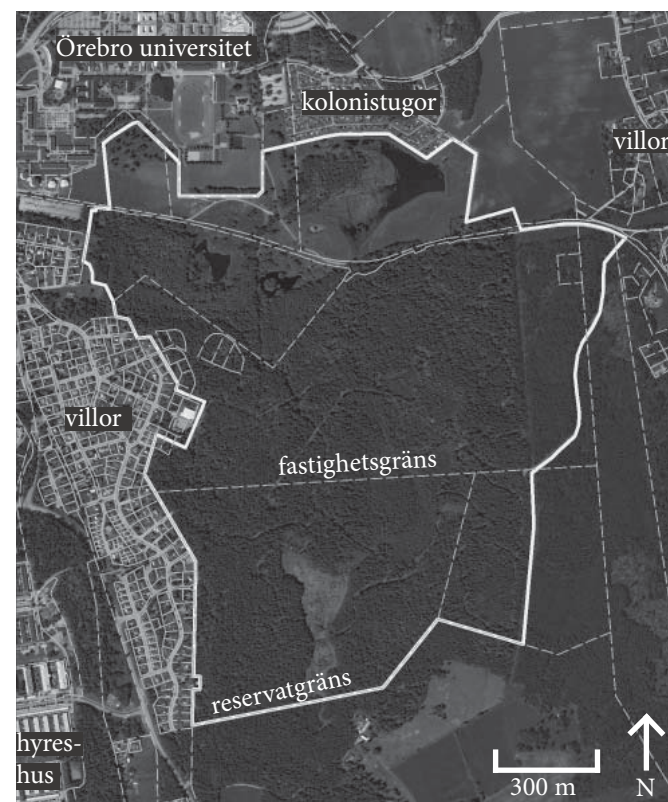 Örebro universitet
kolonistugor
villor
villor
fastighetsgräns
reservatgräns
hyres-
hus
300 m
N